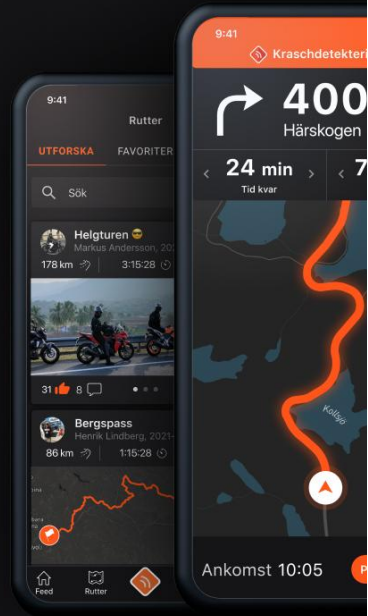 9:41
Rutter
UTFORSKA FAVORITER
Sök
Helgturen
Markus Andersson,
178 km 3:15:28
31 8
Bergspass
Henrik Lindberg, 2021-
86 km 1:15:28
Feed Rutter
9:41
Kraschdetekteri
400
Härskogen
24 min 7
Tid kvar
Kollsjö
Ankomst 10:05 P